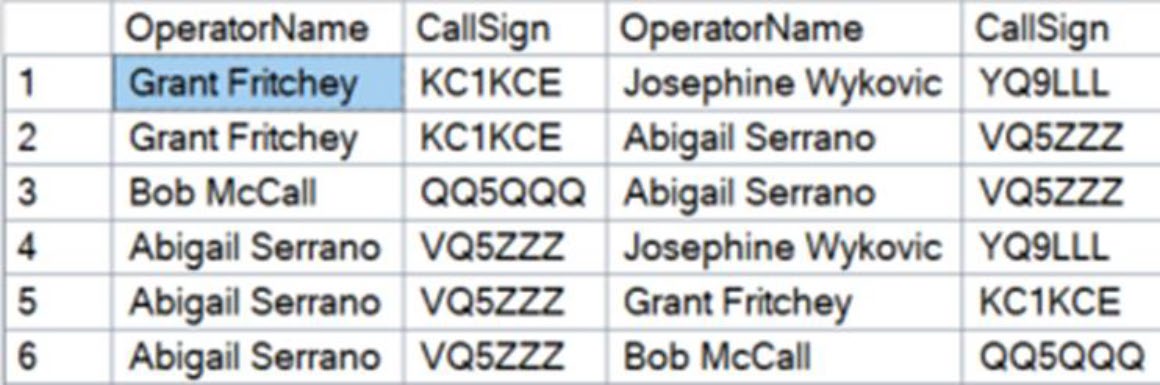 OperatorName CallSign OperatorName CallSign
1 Grant Fritchey KC1KCE Josephine Wykovic YQ9LLL
2 Grant Fritchey KC1KCE Abigail Serrano VQ5ZZZ
3 Bob McCall QQ5QQQ Abigail Serrano VQ5ZZZ
4 Abigail Serrano VQ5ZZZ Josephine Wykovic YQ9LLL
5 Abigail Serrano VQ5ZZZ Grant Fritchey KC1KCE
6 Abigail Serrano VQ5ZZZ Bob McCall QQ5QQQ